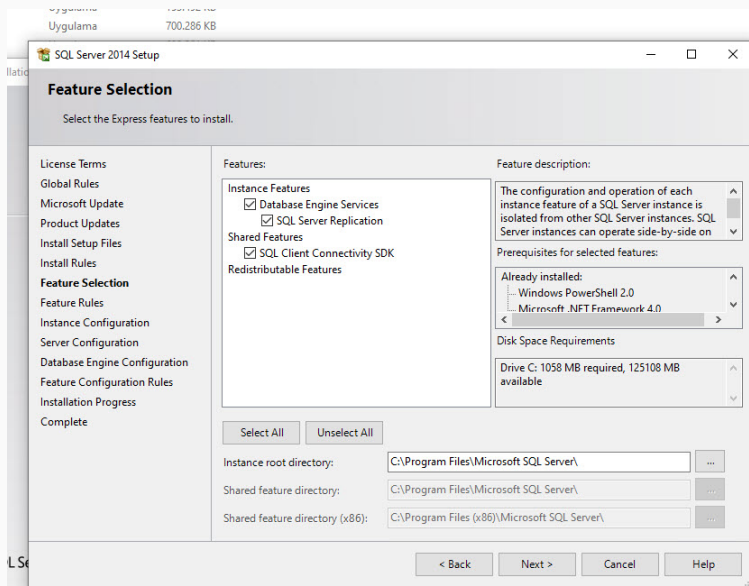 Uygulama
700.286 KB
SQL Server 2014 Setup
Feature Selection
Select the Express features to install.
License Terms
Global Rules
Microsoft Update
Product Updates
Install Setup Files
Install Rules
Feature Selection
Feature Rules
Instance Configuration
Server Configuration
Database Engine Configuration
Feature Configuration Rules
Installation Progress
Complete
Features:
Instance Features
Database Engine Services
SQL Server Replication
Shared Features
SQL Client Connectivity SDK
Redistributable Features
Feature description:
The configuration and operation of each
instance feature of a SQL Server instance is
isolated from other SQL Server instances. SQL
Server instances can operate side-by-side on
Prerequisites for selected features:
Already installed:
Windows PowerShell 2.0
Microsoft .NET Framework 4.0
Disk Space Requirements
Drive C: 1058 MB required, 125108 MB
available
Select All
Unselect All
Instance root directory:
C:\Program Files\Microsoft SQL Server\
...
Shared feature directory:
C:\Program Files\Microsoft SQL Server\
...
Shared feature directory (x86):
C:\Program Files (x86)\Microsoft SQL Server\
...
< Back
Next >
Cancel
Help